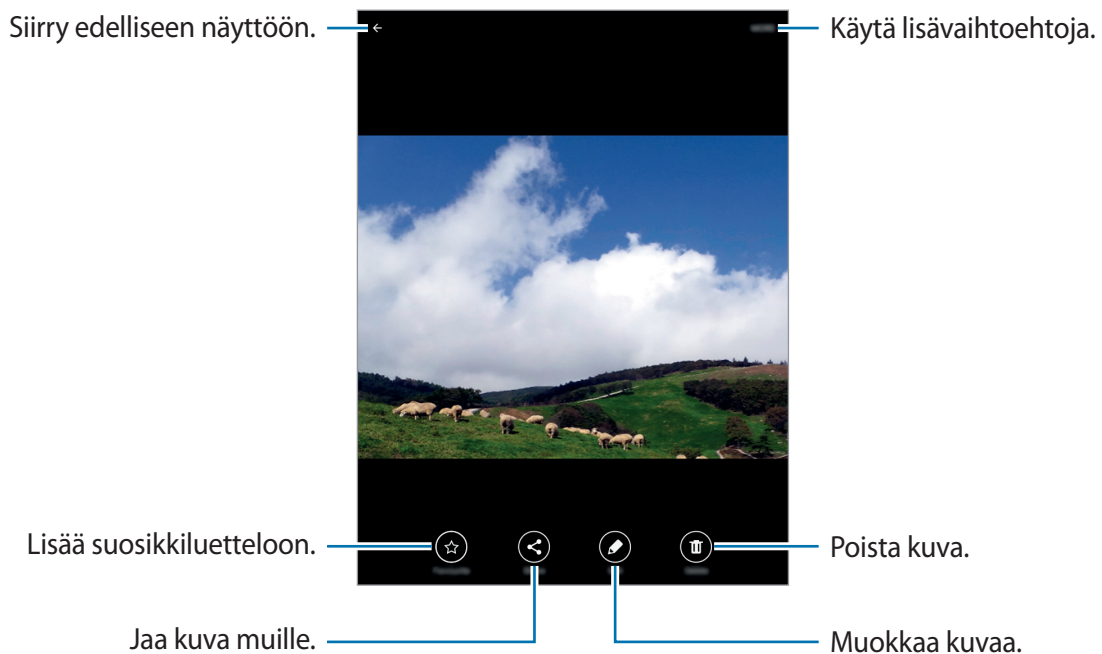 Siirry edelliseen näyttöön.
Käytä lisävaihtoehtoja.
Lisää suosikkiluetteloon.
Poista kuva.
Jaa kuva muille.
Muokkaa kuvaa.